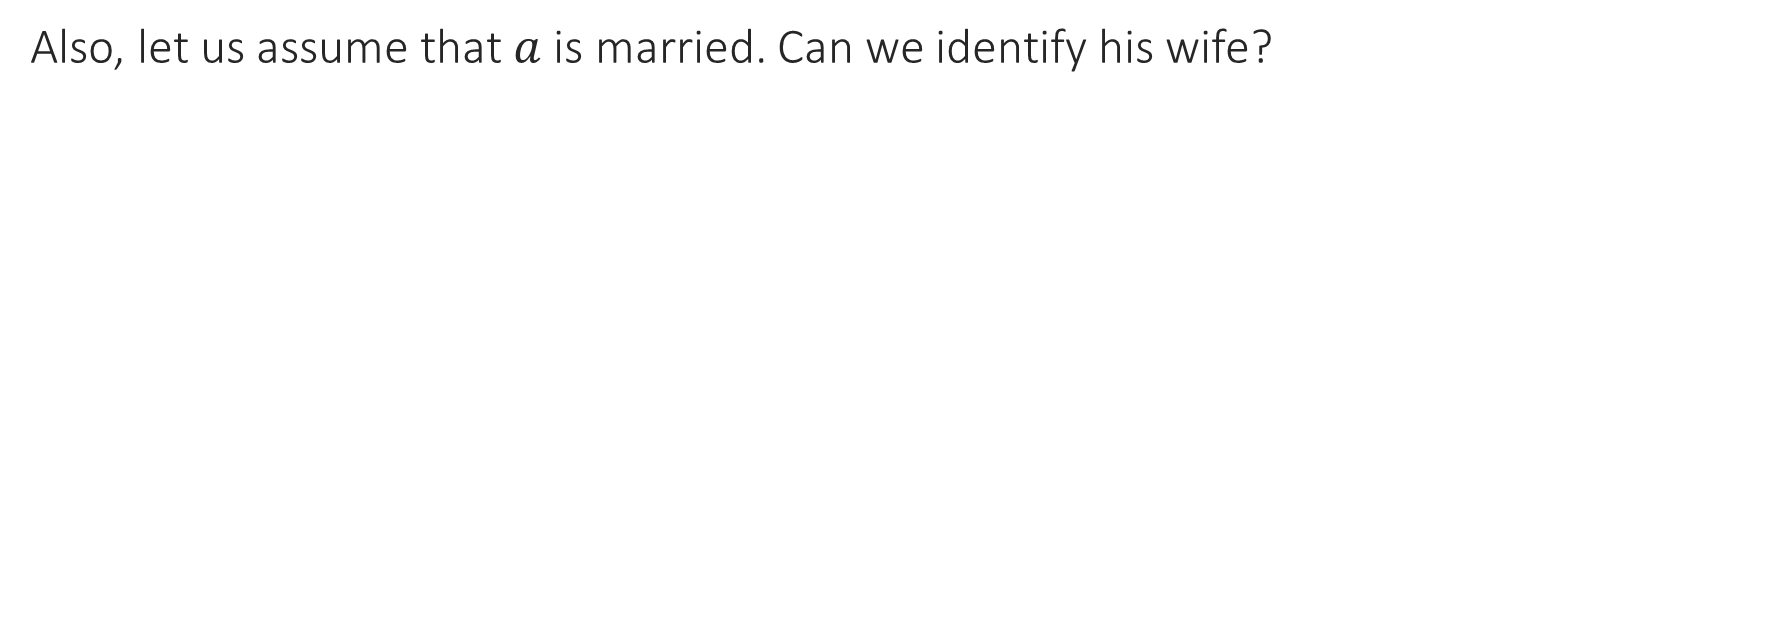 Also, let us assume that a is married. Can we identify his wife?